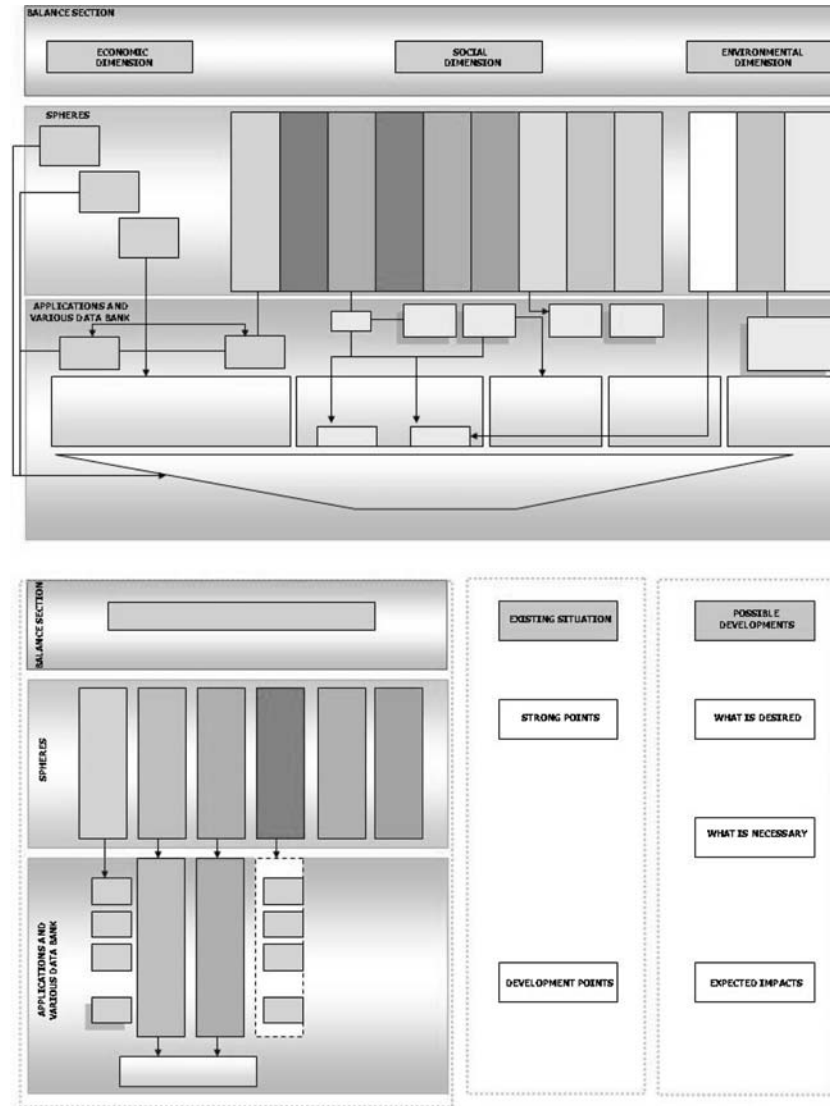 BALANCE SECTION
ECONOMIC
DIMENSION
SOCIAL
DIMENSION
ENVIRONMENTAL
DIMENSION
SPHERES
APPLICATIONS AND
VARIOUS DATA BANK
BALANCE SECTION
SPHERES
APPLICATIONS AND
VARIOUS DATA BANK
EXISTING SITUATION
STRONG POINTS
DEVELOPMENT POINTS
POSSIBLE
DEVELOPMENTS
WHAT IS DESIRED
WHAT IS NECESSARY
EXPECTED IMPACTS